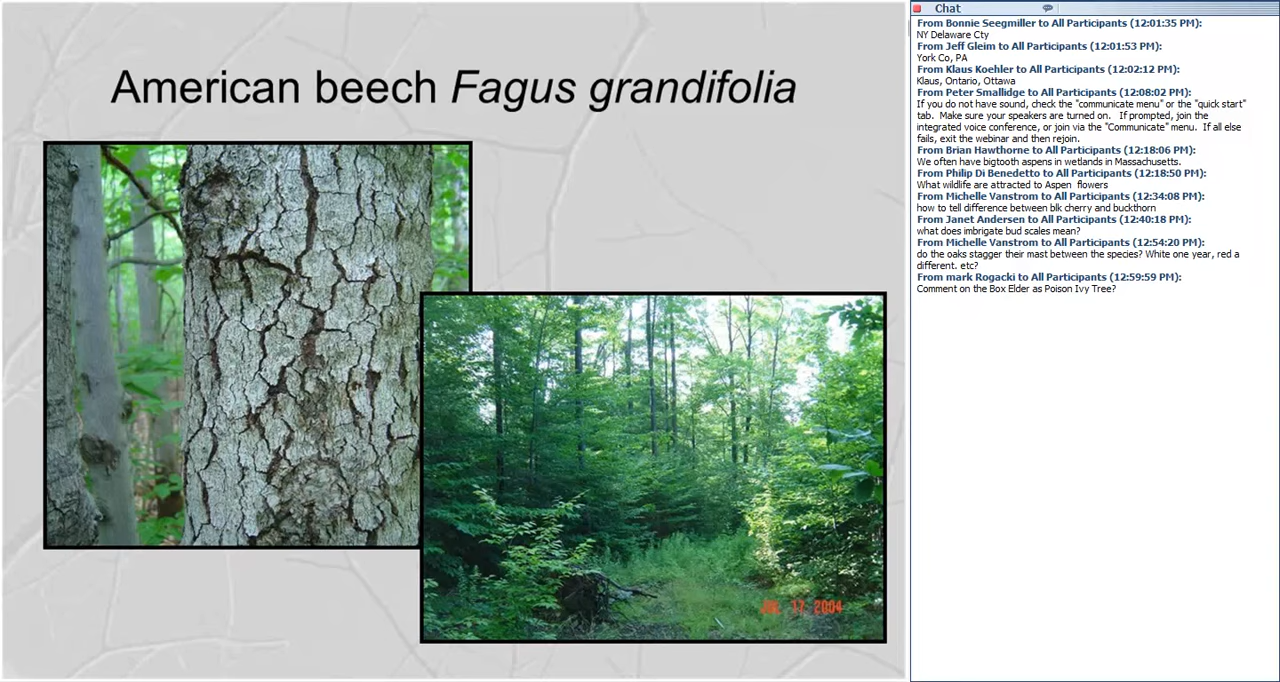 American beech Fagus grandifolia
JUL 17 2004
Chat
From Bonnie Seegmiller to All Participants (12:01:35 PM):
NY Delaware Cty
From Jeff Gleim to All Participants (12:01:53 PM):
York Co, PA
From Klaus Koehler to All Participants (12:02:12 PM):
Klaus, Ontario, Ottawa
From Peter Smallidge to All Participants (12:08:02 PM):
If you do not have sound, check the "communicate menu" or the "quick start"
tab. Make sure your speakers are turned on. If prompted, join the
integrated voice conference, or join via the "Communicate" menu. If all else
fails, exit the webinar and then rejoin.
From Brian Hawthorne to All Participants (12:18:06 PM):
We often have bigtooth aspens in wetlands in Massachusetts.
From Philip Di Benedetto to All Participants (12:18:50 PM):
What wildlife are attracted to Aspen flowers
From Michelle Vanstrom to All Participants (12:34:08 PM):
how to tell difference between blk cherry and buckthorn
From Janet Andersen to All Participants (12:40:18 PM):
what does imbrigate bud scales mean?
From Michelle Vanstrom to All Participants (12:54:20 PM):
do the oaks stagger their mast between the species? White one year, red a
different. etc?
From mark Rogacki to All Participants (12:59:59 PM):
Comment on the Box Elder as Poison Ivy Tree?